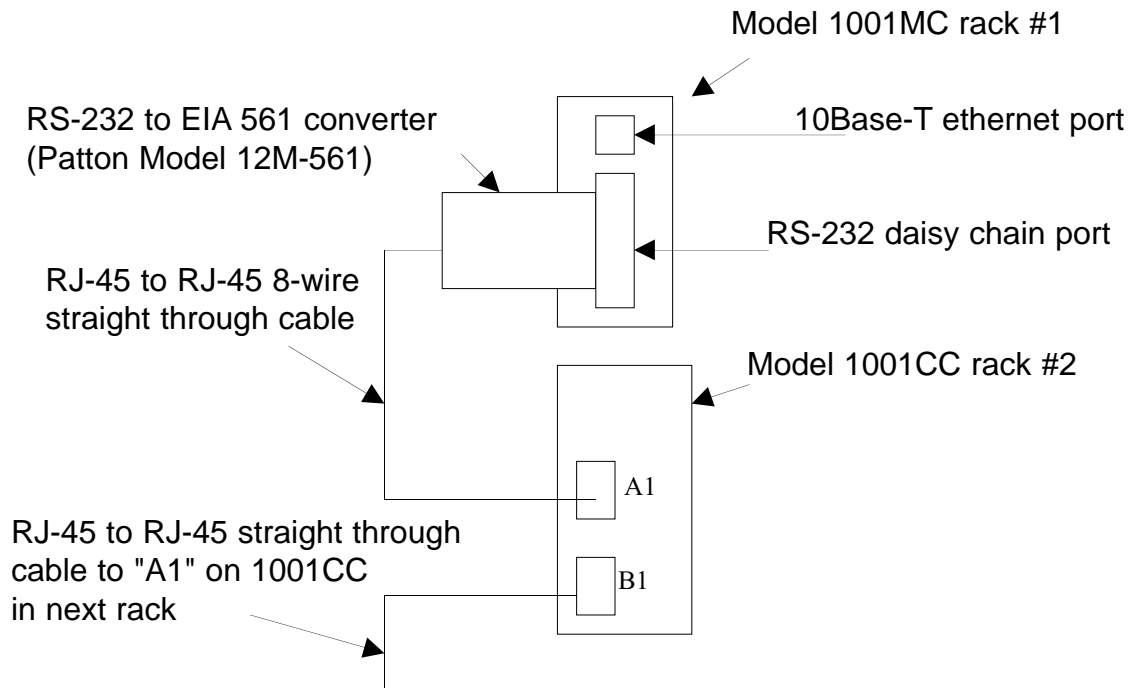 Model 1001MC rack #1
RS-232 to EIA 561 converter
(Patton Model 12M-561)
10Base-T ethernet port
RS-232 daisy chain port
RJ-45 to RJ-45 8-wire
straight through cable
Model 1001CC rack #2
A1
RJ-45 to RJ-45 straight through
cable to "A1" on 1001CC
in next rack
B1